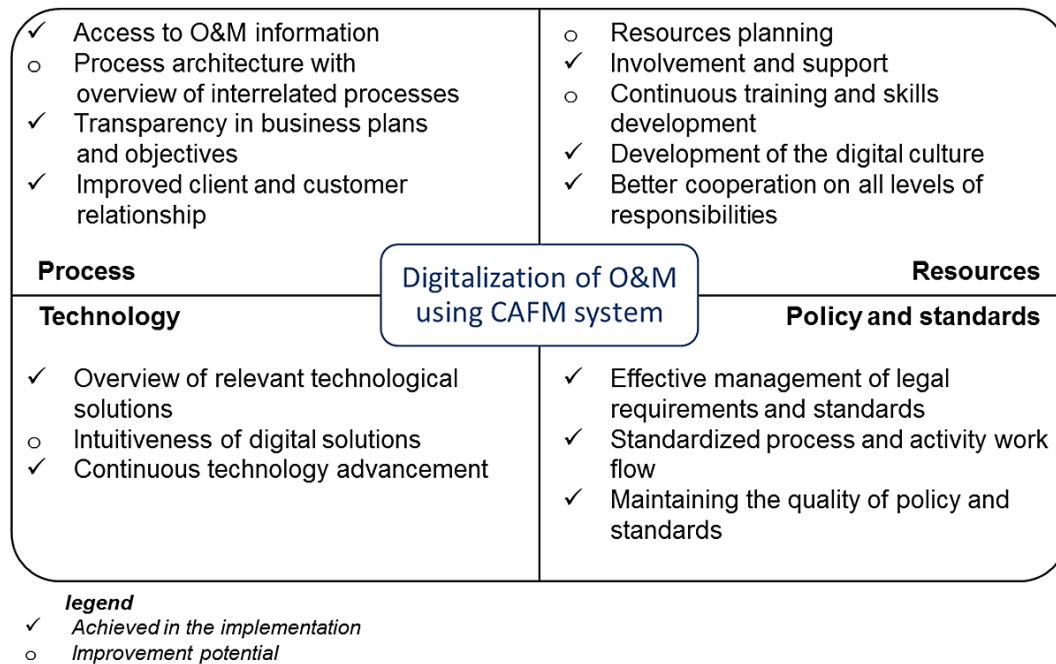 ✓ Access to O&M information
o Process architecture with
overview of interrelated processes
✓ Transparency in business plans
and objectives
✓ Improved client and customer
relationship
Process
o Resources planning
✓ Involvement and support
o Continuous training and skills
development
✓ Development of the digital culture
✓ Better cooperation on all levels of
responsibilities
Resources
Digitalization of O&M
using CAFM system
Technology
✓ Overview of relevant technological
solutions
o Intuitiveness of digital solutions
✓ Continuous technology advancement
Policy and standards
✓ Effective management of legal
requirements and standards
✓ Standardized process and activity work
flow
✓ Maintaining the quality of policy and
standards
legend
✓ Achieved in the implementation
o Improvement potential